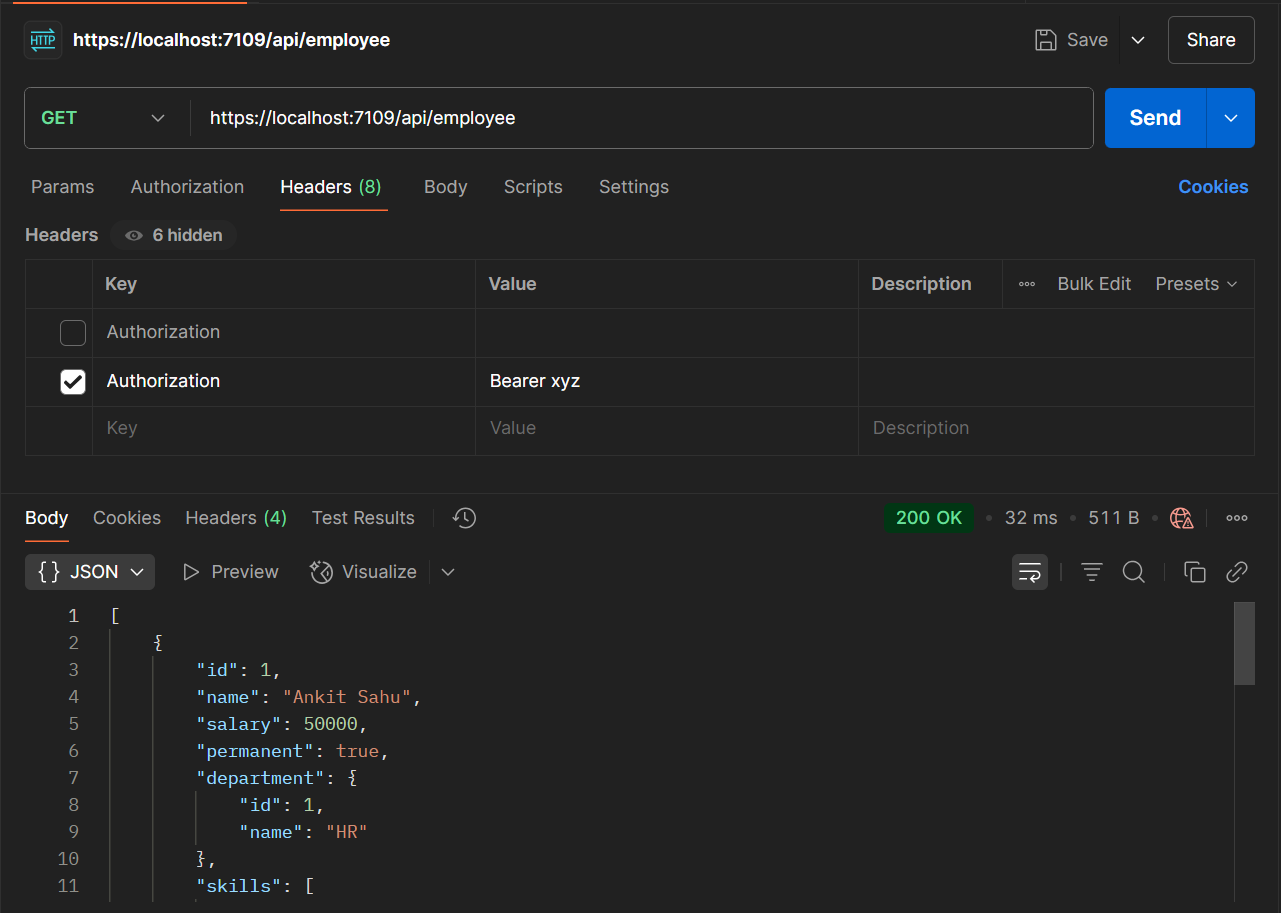 HTTP https://localhost:7109/api/employee Save Share
GET https://localhost:7109/api/employee Send
Params Authorization Headers (8) Body Scripts Settings Cookies
Headers 6 hidden
Key Value Description Bulk Edit Presets
Authorization
Authorization Bearer xyz
Key Value Description
Body Cookies Headers (4) Test Results 200 OK • 32 ms • 511 B •
{} JSON Preview Visualize
1 [
2 {
3 "id": 1,
4 "name": "Ankit Sahu",
5 "salary": 50000,
6 "permanent": true,
7 "department": {
8 "id": 1,
9 "name": "HR"
10 },
11 "skills": [